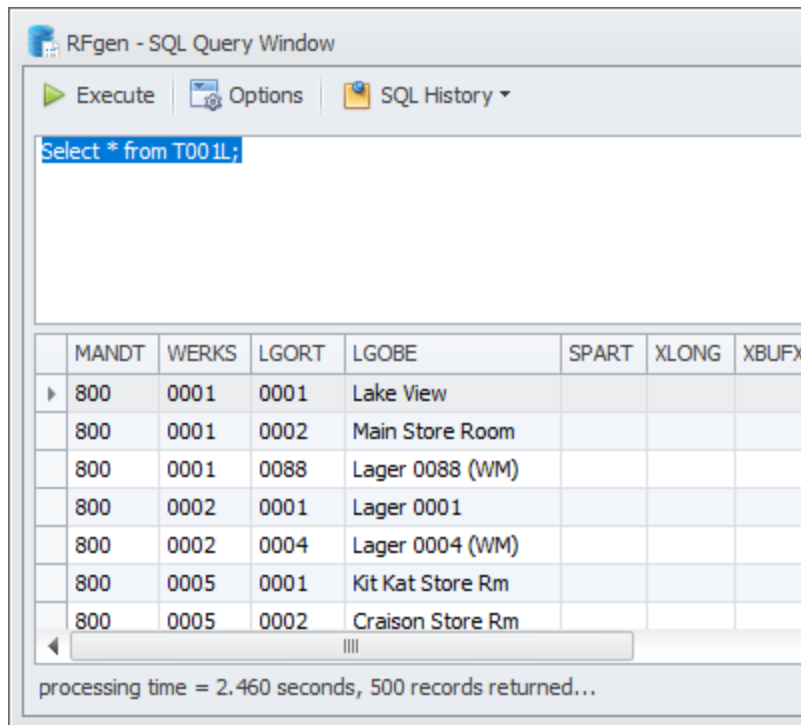 RFgen - SQL Query Window
Execute Options SQL History
Select * from T001L;
MANDT WERKS LGORT LGOBE SPART XLONG XBUFX
800 0001 0001 Lake View
800 0001 0002 Main Store Room
800 0001 0088 Lager 0088 (WM)
800 0002 0001 Lager 0001
800 0002 0004 Lager 0004 (WM)
800 0005 0001 Kit Kat Store Rm
800 0005 0002 Craison Store Rm
processing time = 2.460 seconds, 500 records returned...